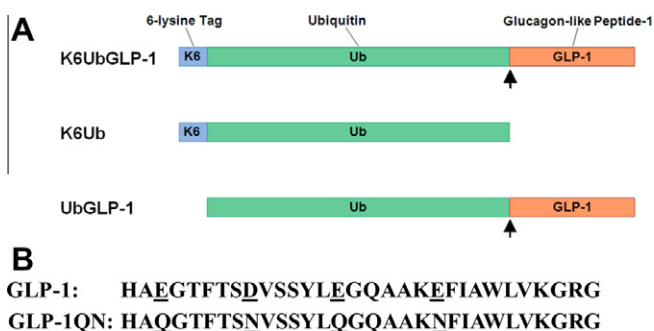 A
6-lysine Tag Ubiquitin Glucagon-like Peptide-1
K6UbGLP-1 K6 Ub GLP-1
K6Ub K6 Ub
UbGLP-1 Ub GLP-1
B
GLP-1: HAEGTFTSDVSSYLEGQAAKEFIAWLVKGRG
GLP-1QN: HAQGTFTSNVSSYLQGQAAKNFIAWLVKGRG